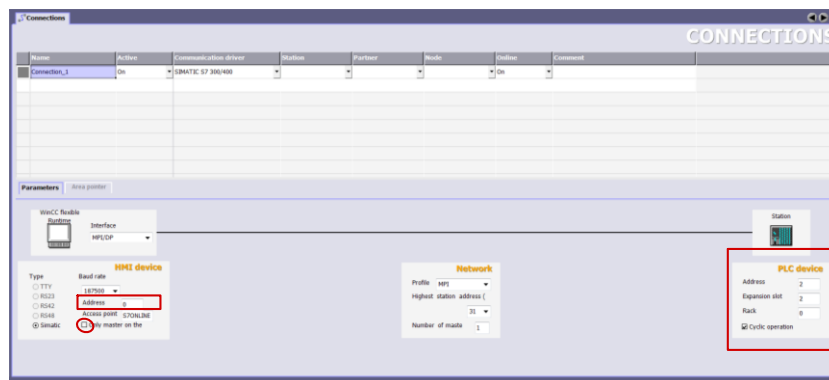 Connections
CONNECTIONS
Name Active Communication driver Station Partner Node Online Comment
Connection_1 On SIMATIC S7 300/400 On
Parameters Area pointer
WinCC flexible
Runtime
Interface
MPI/DP
Station
HMI device
Type Baud rate
TTY 187500
RS23
Address 0
RS42
Access point S7ONLINE
RS48
Simatic Only master on the
Network
Profile MPI
Highest station address (
31
Number of maste 1
PLC device
Address 2
Expansion slot 2
Rack 0
Cyclic operation